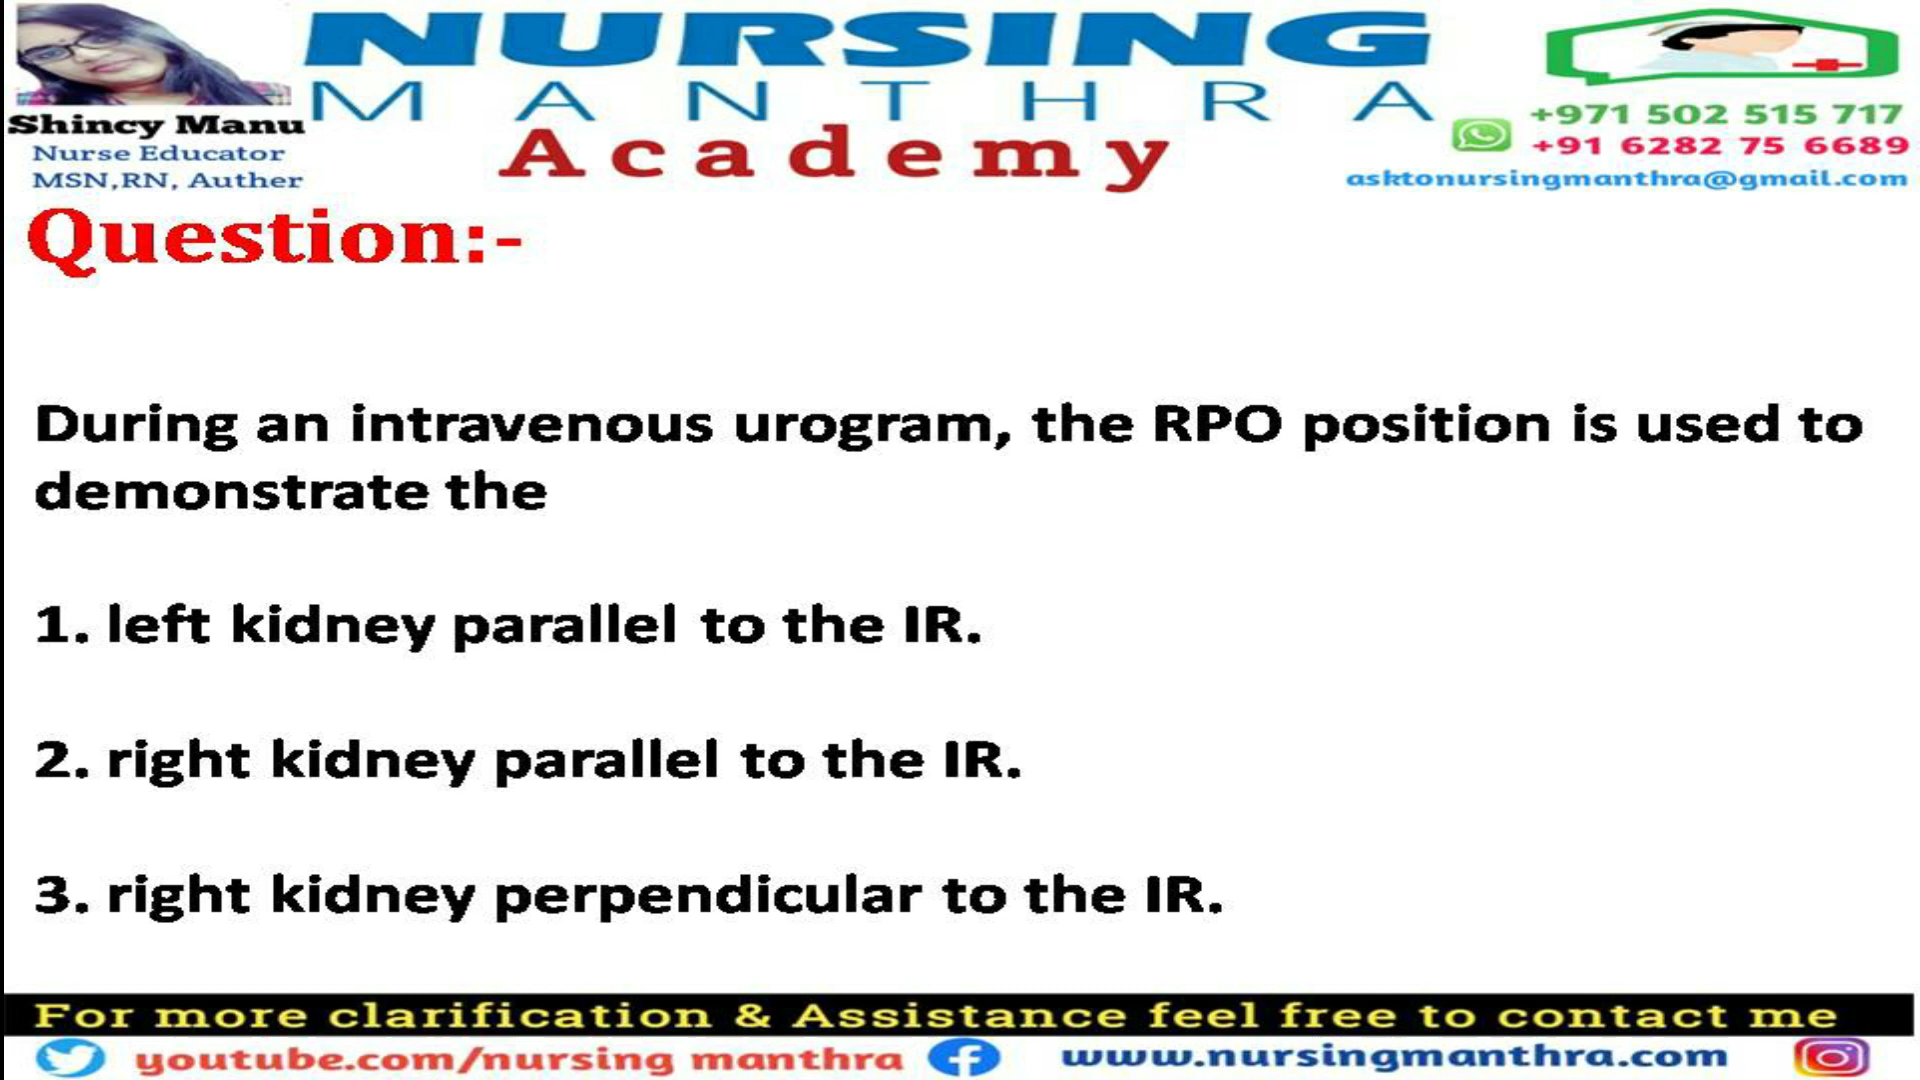 NURSING
MANTHRA
Academy
Shincy Manu
Nurse Educator
MSN,RN, Auther
+971 502 515 717
+91 6282 75 6689
asktonursingmanthra@gmail.com
Question:-
During an intravenous urogram, the RPO position is used to
demonstrate the
1. left kidney parallel to the IR.
2. right kidney parallel to the IR.
3. right kidney perpendicular to the IR.
For more clarification & Assistance feel free to contact me
youtube.com/nursing manthra
www.nursingmanthra.com